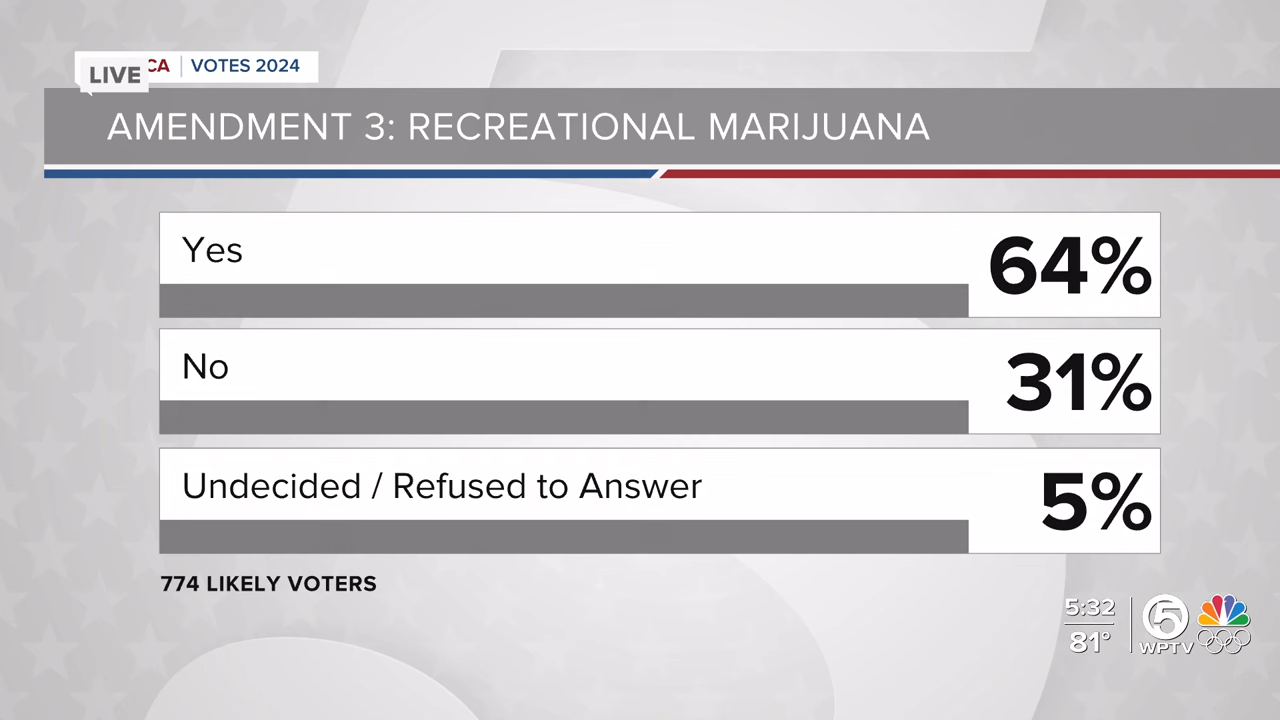 LIVE CA | VOTES 2024
AMENDMENT 3: RECREATIONAL MARIJUANA
Yes 64%
No 31%
Undecided / Refused to Answer 5%
774 LIKELY VOTERS
5:32
81°
5
WPTV